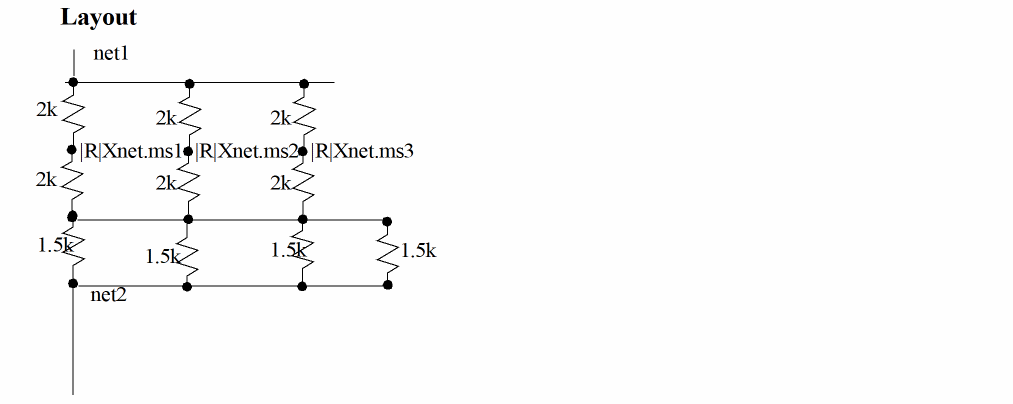 Layout
net1
2k 2k 2k
|R|Xnet.ms1 |R|Xnet.ms2 |R|Xnet.ms3
2k 2k 2k
1.5k 1.5k 1.5k 1.5k
net2